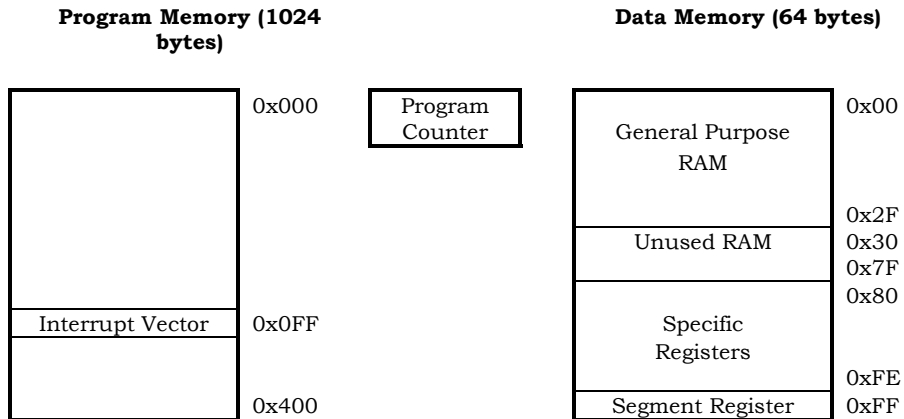 Program Memory (1024
bytes)
Data Memory (64 bytes)
0x000
Program
Counter
0x00
General Purpose
RAM
0x2F
Unused RAM
0x30
0x7F
0x80
Interrupt Vector
0x0FF
Specific
Registers
0xFE
0x400
Segment Register
0xFF